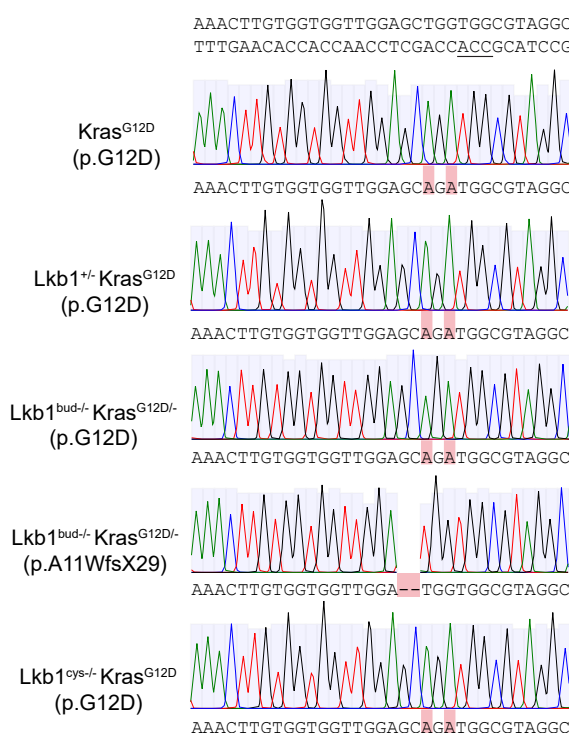 AAACTTGTGGTGGTTGGAGCTGGTGGCGTAGGC
TTTGAACACCACCAACCTCGACCACCGCATCCG
Kras^G12D
(p.G12D)
AAACTTGTGGTGGTTGGAGCAGATGGCGTAGGC
Lkb1^+/- Kras^G12D
(p.G12D)
AAACTTGTGGTGGTTGGAGCAGATGGCGTAGGC
Lkb1^bud-/- Kras^G12D/-
(p.G12D)
AAACTTGTGGTGGTTGGAGCAGATGGCGTAGGC
Lkb1^bud-/- Kras^G12D/-
(p.A11WfsX29)
AAACTTGTGGTGGTTGGA--TGGTGGCGTAGGC
Lkb1^cys-/- Kras^G12D
(p.G12D)
AAACTTGTGGTGGTTGGAGCAGATGGCGTAGGC